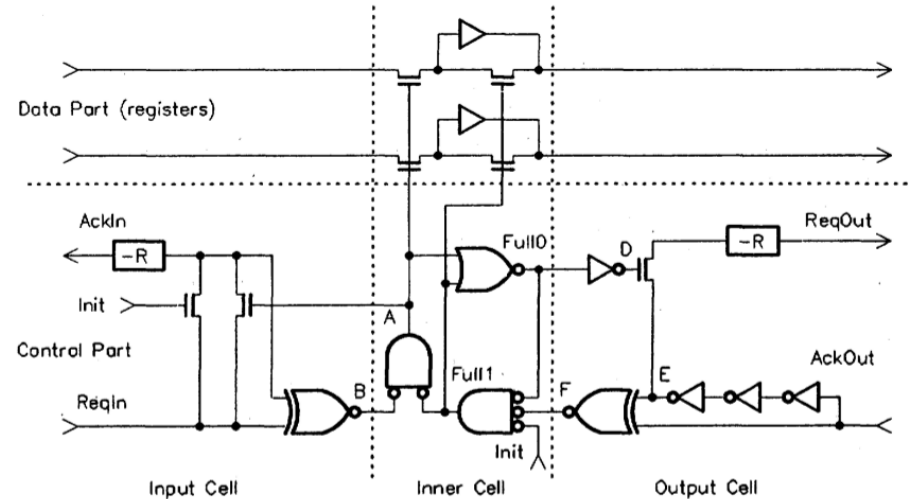 Data Part (registers)
AckIn
-R
Full0
D
-R
ReqOut
Init
A
Control Part
Full1
AckOut
ReqIn
B
F
E
Init
Input Cell
Inner Cell
Output Cell